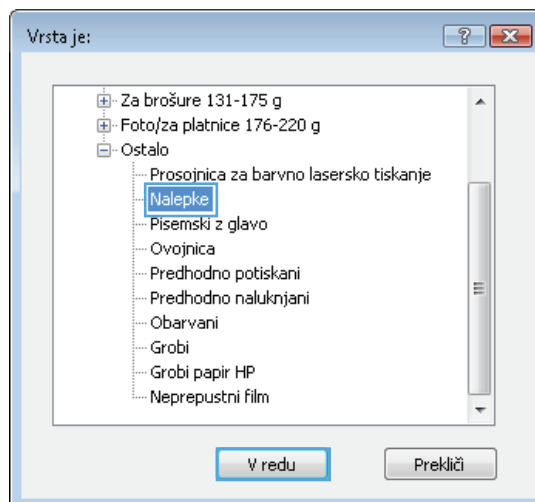 Vrsta je:
Za brošure 131-175 g
Foto/za platnice 176-220 g
Ostalo
Prosojnica za barvno lasersko tiskanje
Nalepke
Pisemski z glavo
Ovojnica
Predhodno potiskani
Predhodno naluknjani
Obarvani
Grobi
Grobi papir HP
Neprepustni film
V redu
Prekliči